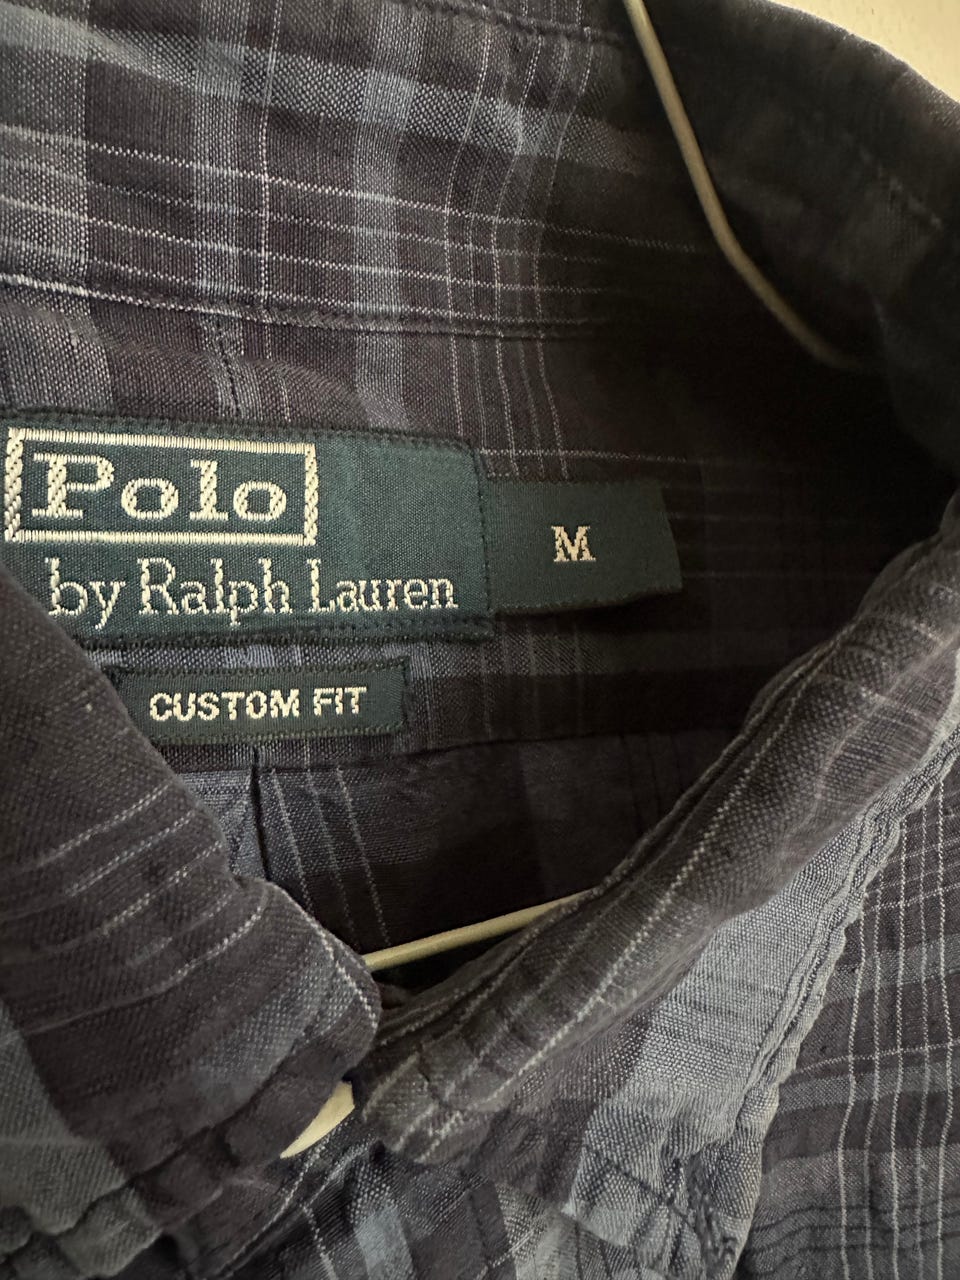 Polo
by Ralph Lauren
M
CUSTOM FIT